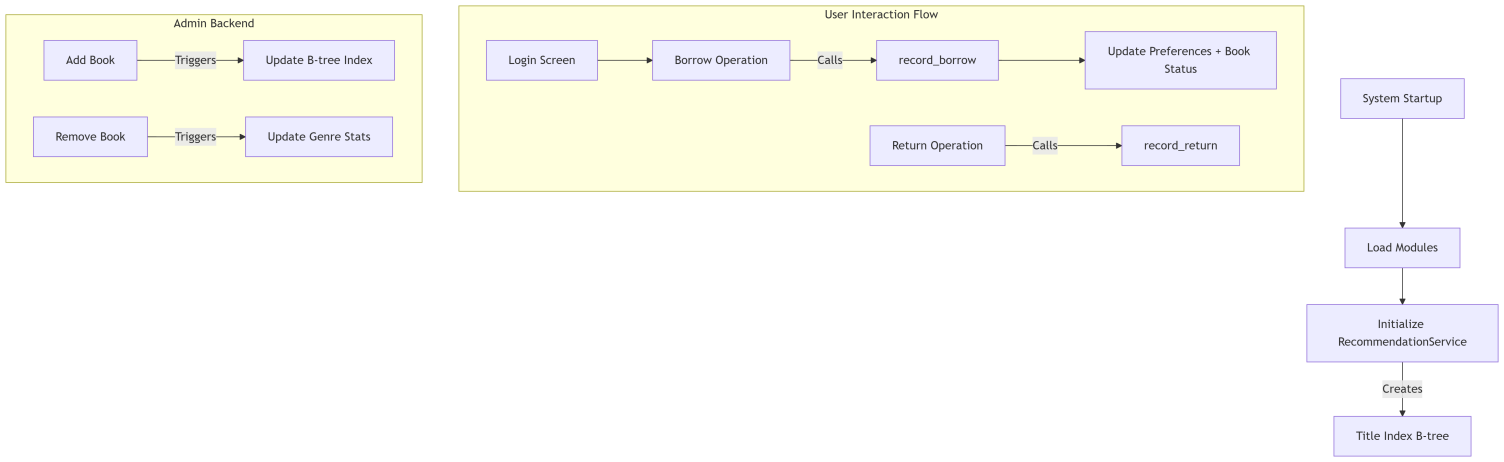 Admin Backend
Add Book
Triggers
Update B-tree Index
Remove Book
Triggers
Update Genre Stats
User Interaction Flow
Login Screen
Borrow Operation
Calls
record_borrow
Update Preferences + Book
Status
Return Operation
Calls
record_return
System Startup
Load Modules
Initialize
RecommendationService
Creates
Title Index B-tree